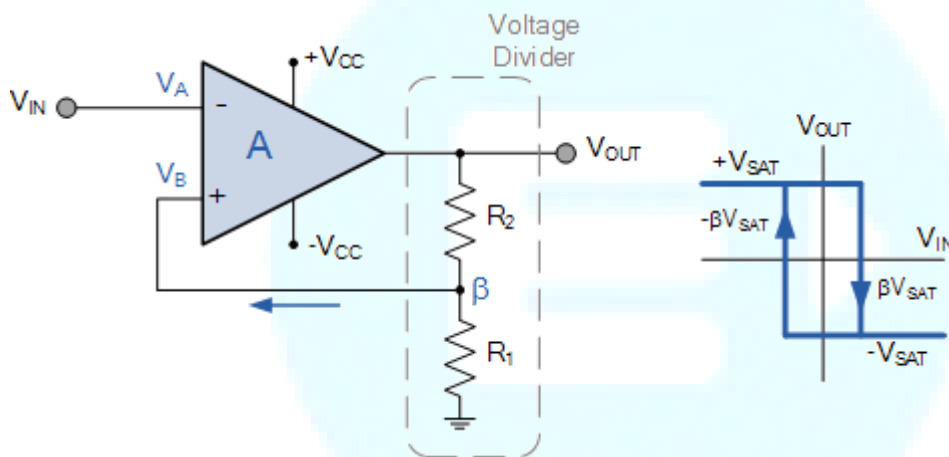 Voltage
Divider
+VCC
VA
VIN
-
A
VOUT
VB
+
R2
-VCC
β
R1
VOUT
+VSAT
-βVSAT
VIN
βVSAT
-VSAT